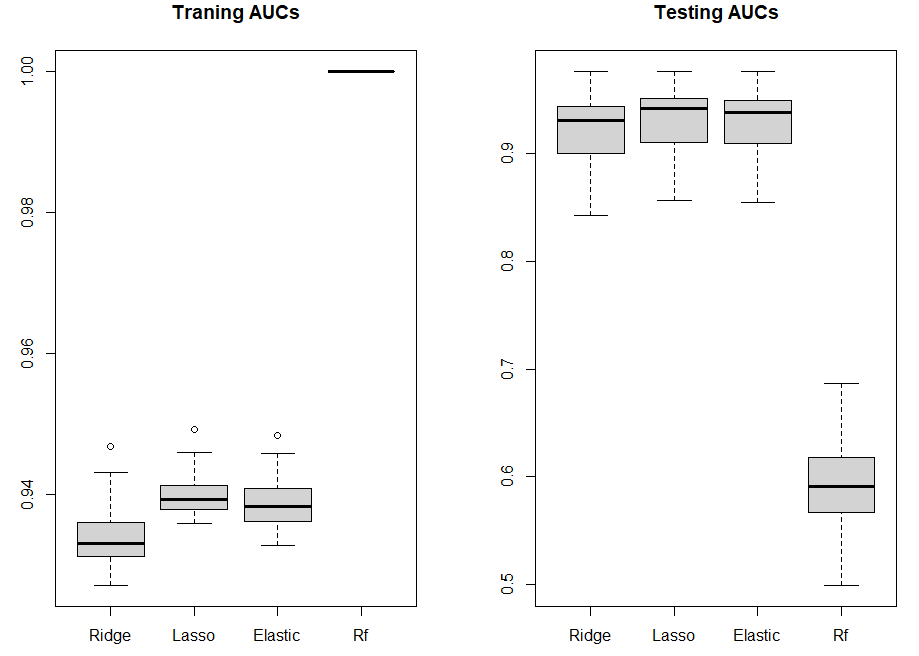 Traning AUCs
1.00
0.98
0.96
0.94
Ridge Lasso Elastic Rf
Testing AUCs
0.9
0.8
0.7
0.6
0.5
Ridge Lasso Elastic Rf